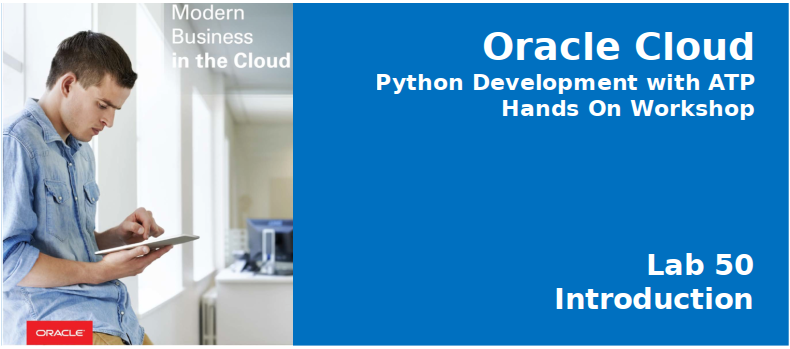 Modern
Business
in the Cloud
ORACLE
Oracle Cloud
Python Development with ATP
Hands On Workshop
Lab 50
Introduction